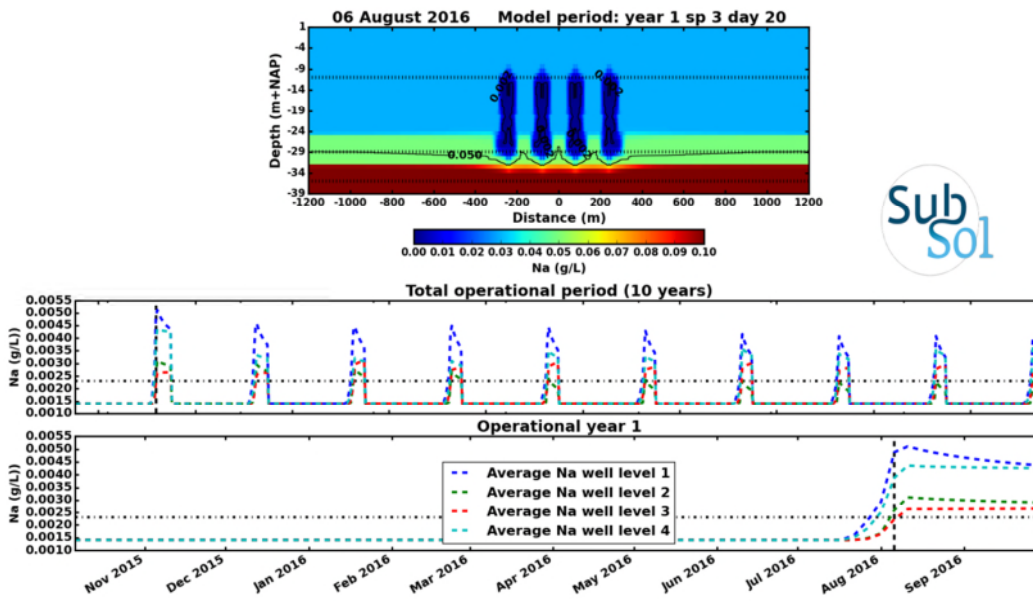 06 August 2016 Model period: year 1 sp 3 day 20
Depth (m+NAP)
1
-4
-9
-14
-19
-24
-29
-34
-39
0.050
-1200 -1000 -800 -600 -400 -200 0 200 400 600 800 1000 1200
Distance (m)
0.00 0.01 0.02 0.03 0.04 0.05 0.06 0.07 0.08 0.09 0.10
Na (g/L)
Sub
Sol
Total operational period (10 years)
Na (g/L))
0.0055
0.0050
0.0045
0.0040
0.0035
0.0030
0.0025
0.0020
0.0015
0.0010
Operational year 1
Na (g/L))
0.0055
0.0050
0.0045
0.0040
0.0035
0.0030
0.0025
0.0020
0.0015
0.0010
Average Na well level 1
Average Na well level 2
Average Na well level 3
Average Na well level 4
Nov 2015 Dec 2015 Jan 2016 Feb 2016 Mar 2016 Apr 2016 May 2016 Jun 2016 Jul 2016 Aug 2016 Sep 2016